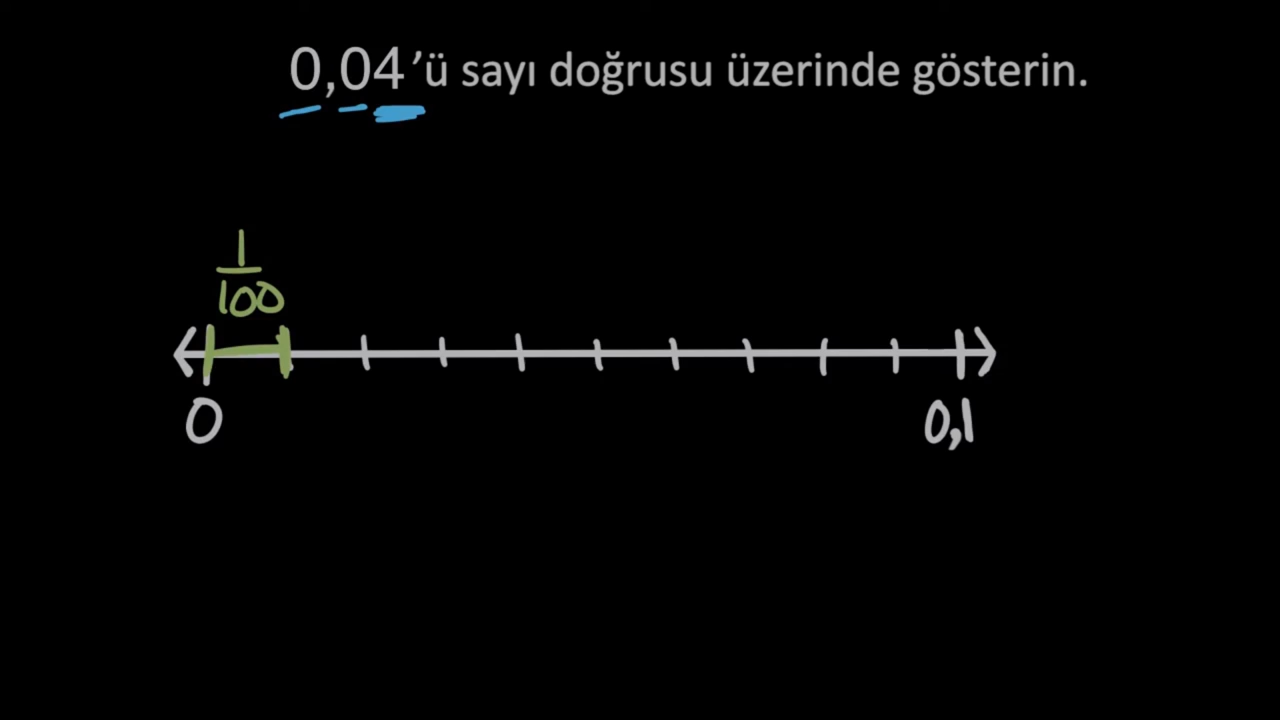 0,04’ü sayı doğrusu üzerinde gösterin.
1
100
0 0,1